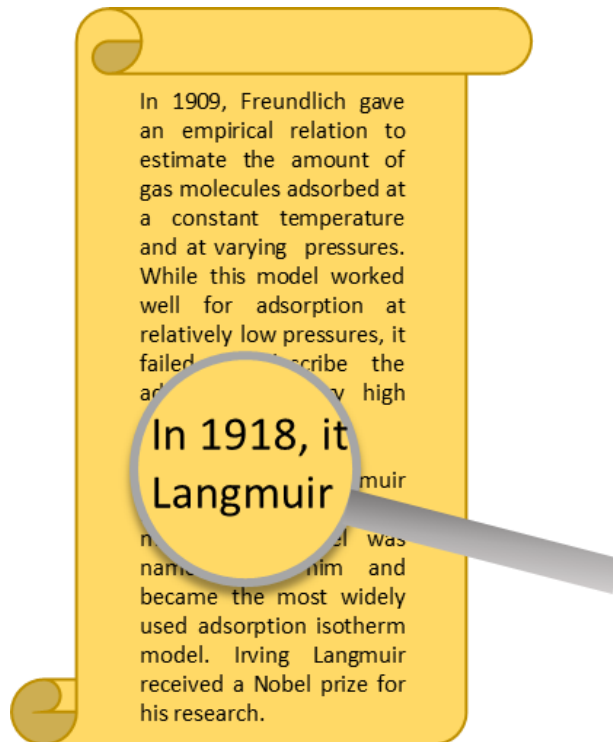 In 1909, Freundlich gave
an empirical relation to
estimate the amount of
gas molecules adsorbed at
a constant temperature
and at varying pressures.
While this model worked
well for adsorption at
relatively low pressures, it
failed the
high
In 1918, it
Langmuir
was
him and
became the most widely
used adsorption isotherm
model. Irving Langmuir
received a Nobel prize for
his research.